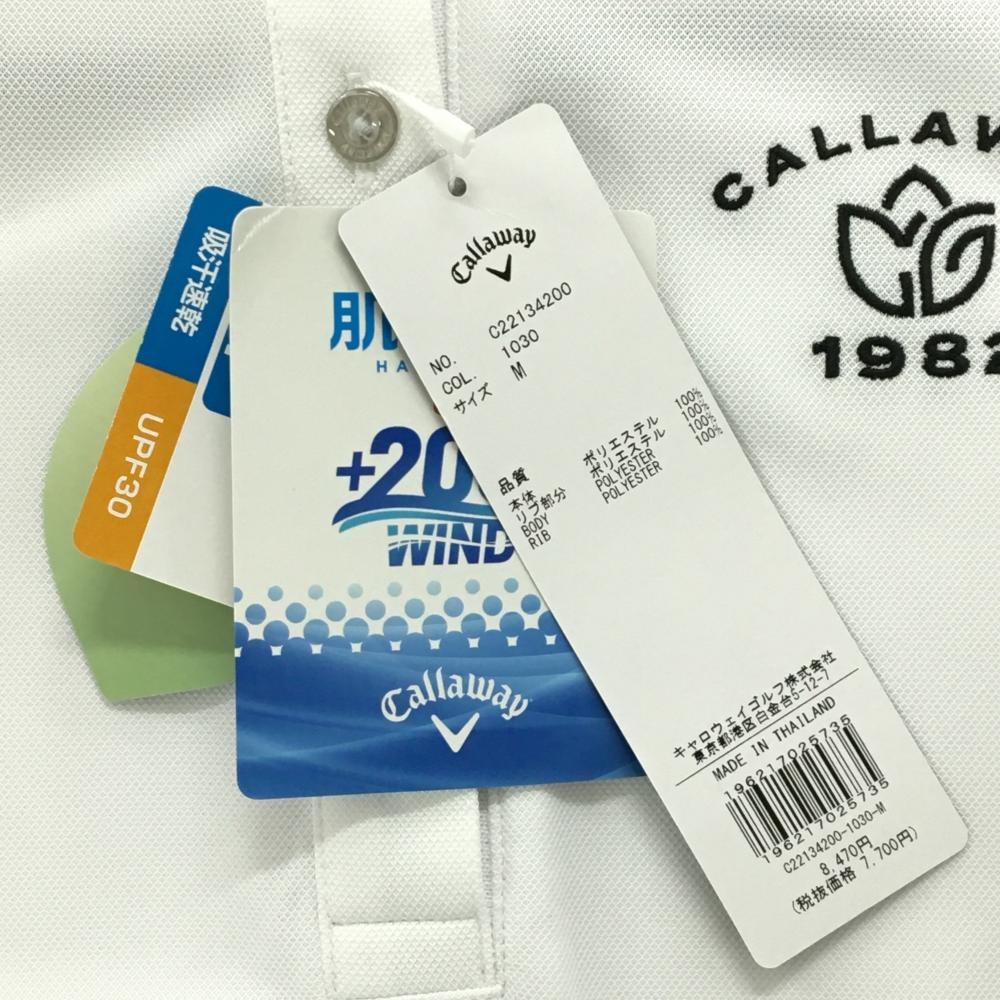 CALLAW
1982
吸汗速乾
UPF30
肌
HA
+20
WIND
Callaway
Callaway
NO. C22134200
COL. 1030
サイズ M
品質
本体 ポリエステル 100%
リブ部分 ポリエステル 100%
BODY POLYESTER 100%
RIB POLYESTER 100%
キャロウェイゴルフ株式会社
東京都港区白金台5-12-7
MADE IN THAILAND
196217025735
196217025735
C22134200-1030-M
8,470円
(税抜価格 7,700円)